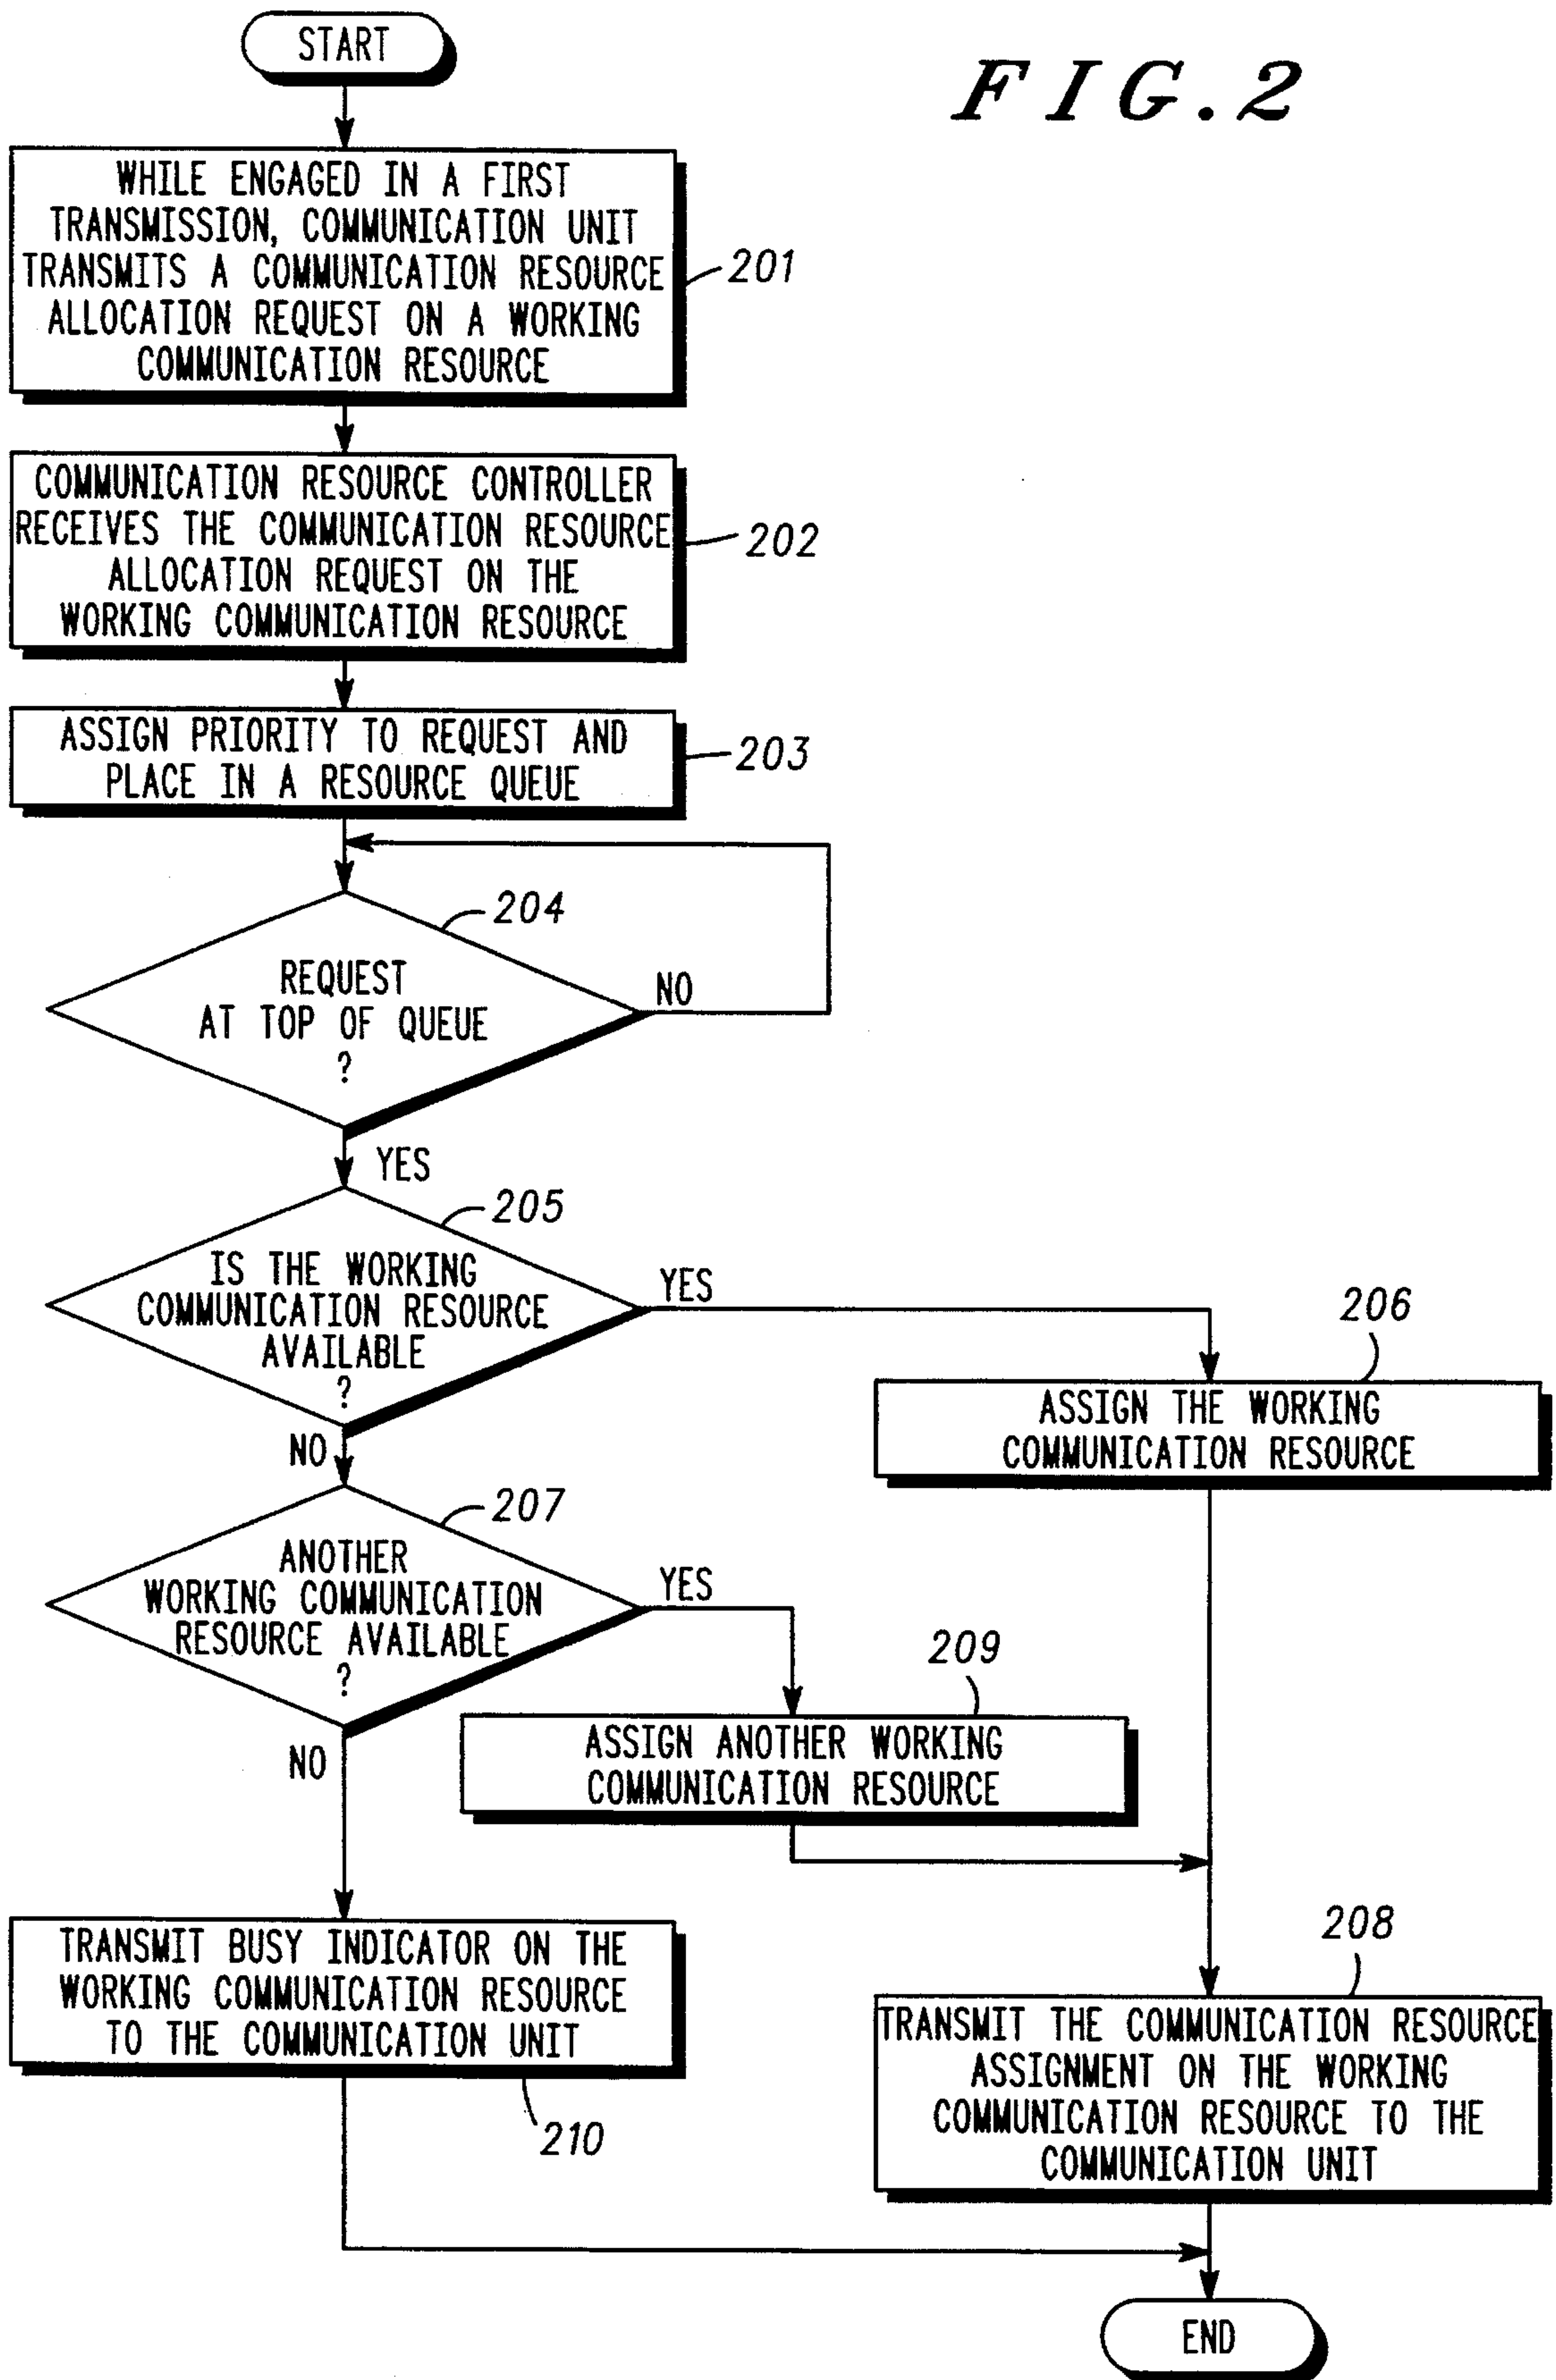 START
FIG.2
WHILE ENGAGED IN A FIRST
TRANSMISSION, COMMUNICATION UNIT
TRANSMITS A COMMUNICATION RESOURCE
ALLOCATION REQUEST ON A WORKING
COMMUNICATION RESOURCE
201
COMMUNICATION RESOURCE CONTROLLER
RECEIVES THE COMMUNICATION RESOURCE
ALLOCATION REQUEST ON THE
WORKING COMMUNICATION RESOURCE
202
ASSIGN PRIORITY TO REQUEST AND
PLACE IN A RESOURCE QUEUE
203
204
REQUEST
AT TOP OF QUEUE
?
NO
YES
205
IS THE WORKING
COMMUNICATION RESOURCE
AVAILABLE
?
YES
NO
206
ASSIGN THE WORKING
COMMUNICATION RESOURCE
207
ANOTHER
WORKING COMMUNICATION
RESOURCE AVAILABLE
?
YES
NO
209
ASSIGN ANOTHER WORKING
COMMUNICATION RESOURCE
TRANSMIT BUSY INDICATOR ON THE
WORKING COMMUNICATION RESOURCE
TO THE COMMUNICATION UNIT
210
208
TRANSMIT THE COMMUNICATION RESOURCE
ASSIGNMENT ON THE WORKING
COMMUNICATION RESOURCE TO THE
COMMUNICATION UNIT
END